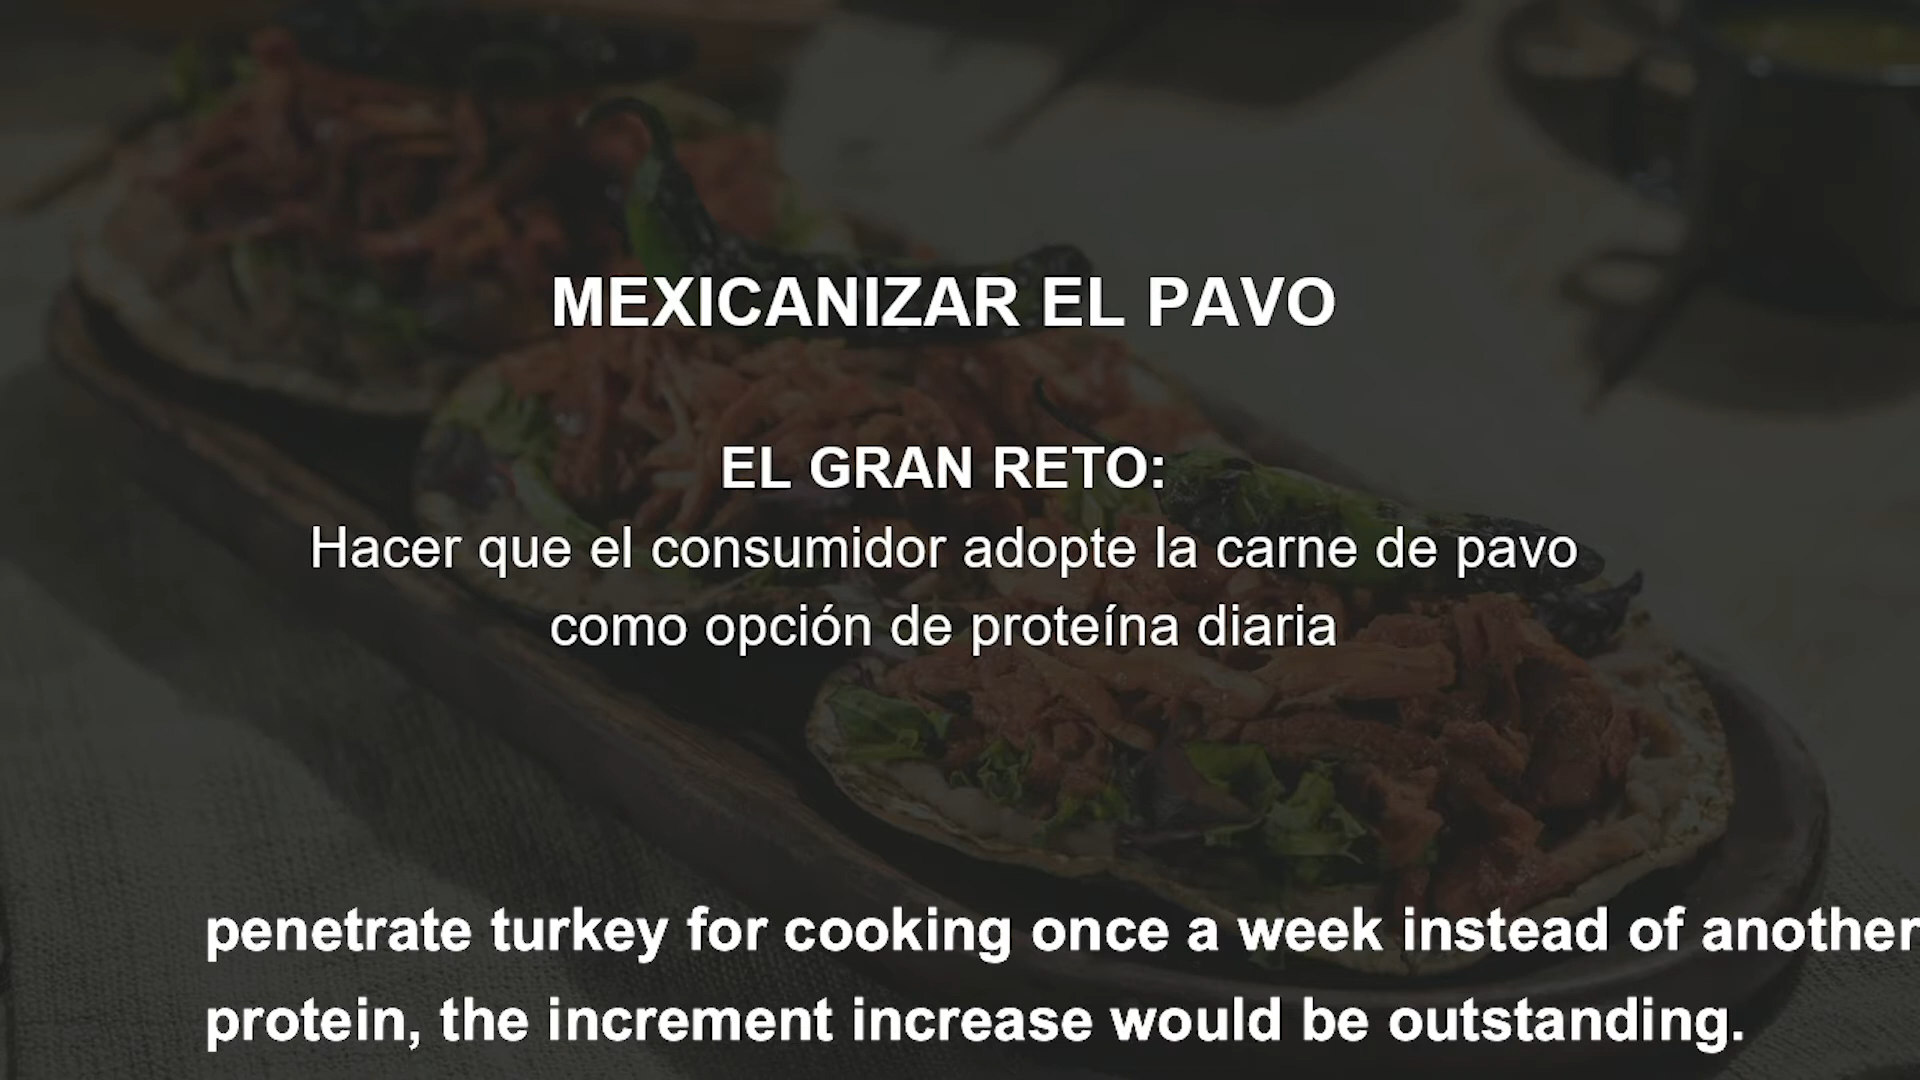 MEXICANIZAR EL PAVO
EL GRAN RETO:
Hacer que el consumidor adopte la carne de pavo
como opción de proteína diaria
penetrate turkey for cooking once a week instead of another
protein, the increment increase would be outstanding.